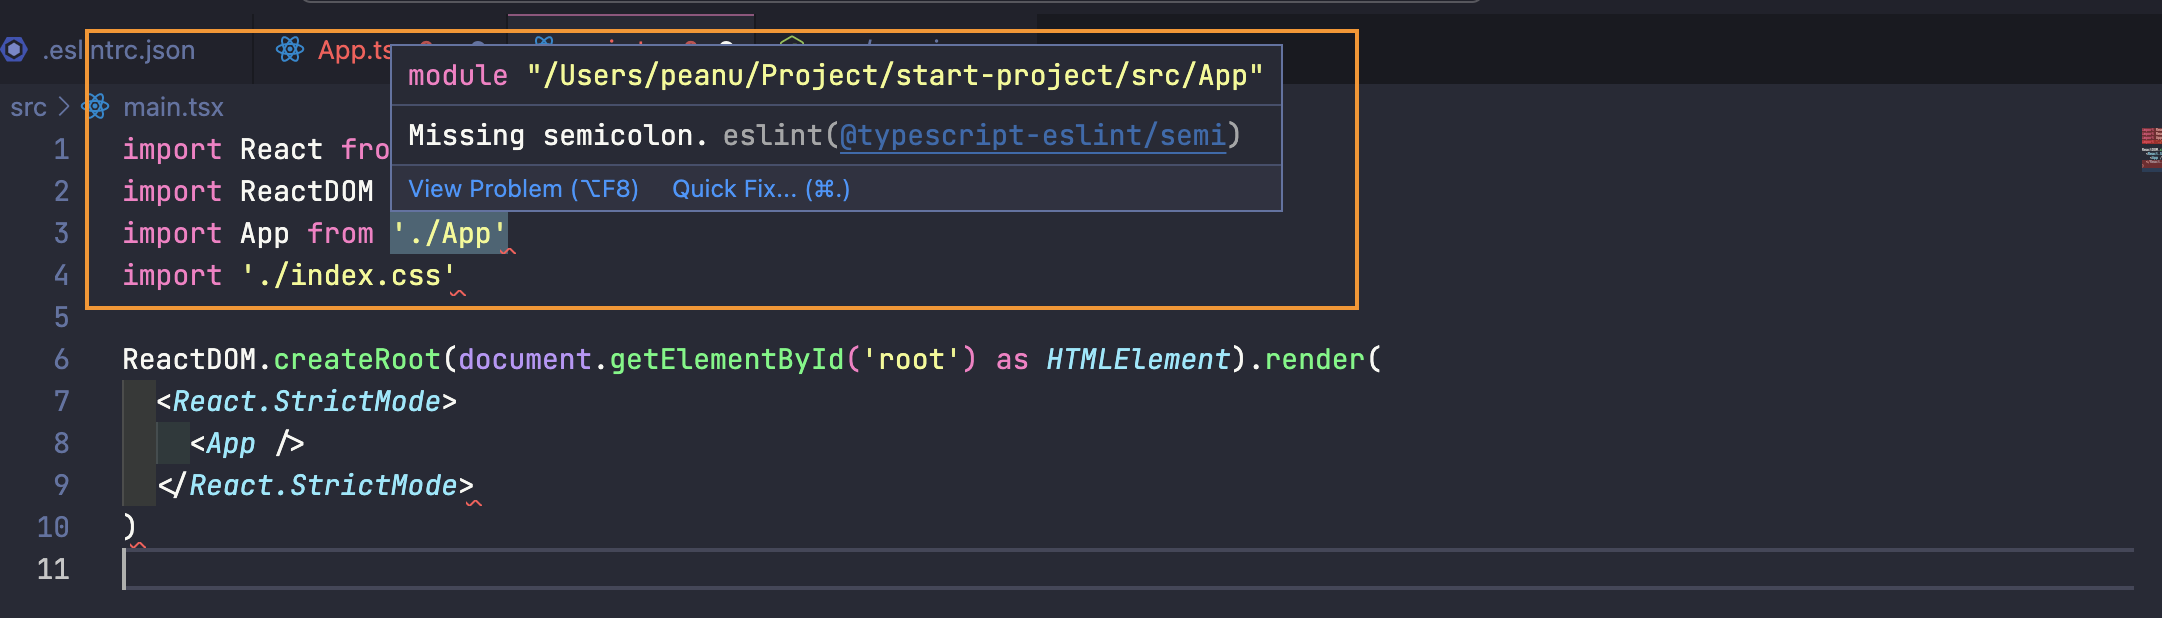 .eslintrc.json App.ts
module "/Users/peanu/Project/start-project/src/App"
src > main.tsx
Missing semicolon. eslint(@typescript-eslint/semi)
View Problem (⌥F8) Quick Fix... (⌘.)
1 import React fro
2 import ReactDOM
3 import App from './App'
4 import './index.css'
5
6 ReactDOM.createRoot(document.getElementById('root') as HTMLElement).render(
7 <React.StrictMode>
8 <App />
9 </React.StrictMode>
10 )
11